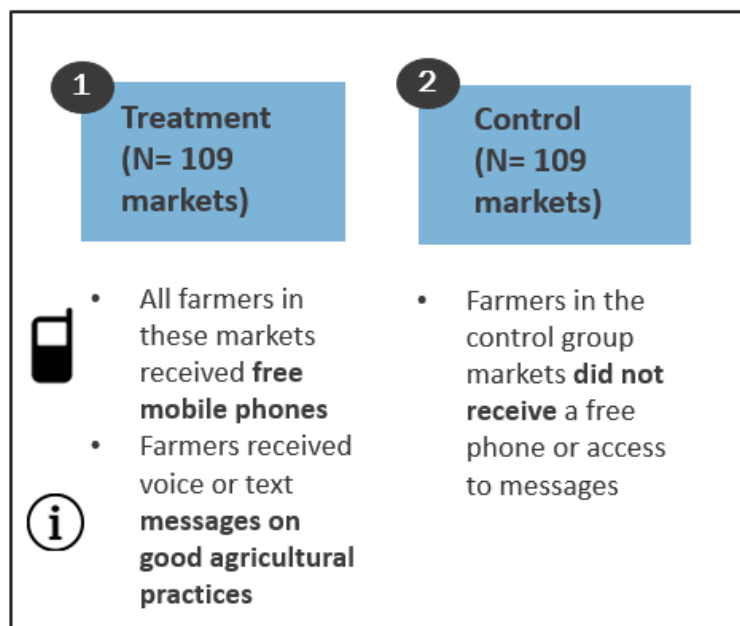 1
Treatment
(N= 109
markets)
• All farmers in
these markets
received free
mobile phones
• Farmers received
voice or text
messages on
good agricultural
practices
i
2
Control
(N= 109
markets)
• Farmers in the
control group
markets did not
receive a free
phone or access
to messages